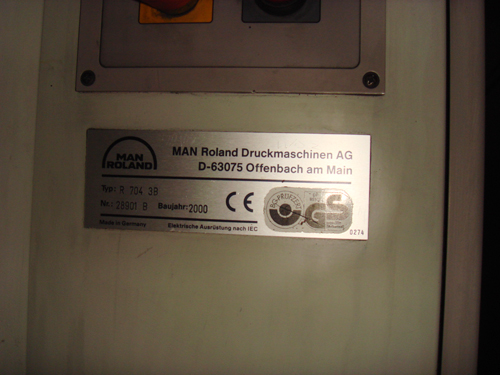 MAN
ROLAND
MAN Roland Druckmaschinen AG
D-63075 Offenbach am Main
Typ: R 304 3B
Nr.: 28901 B Baujahr: 2000
CE
GS
Made in Germany Elektrische Ausrüstung nach IEC
0276